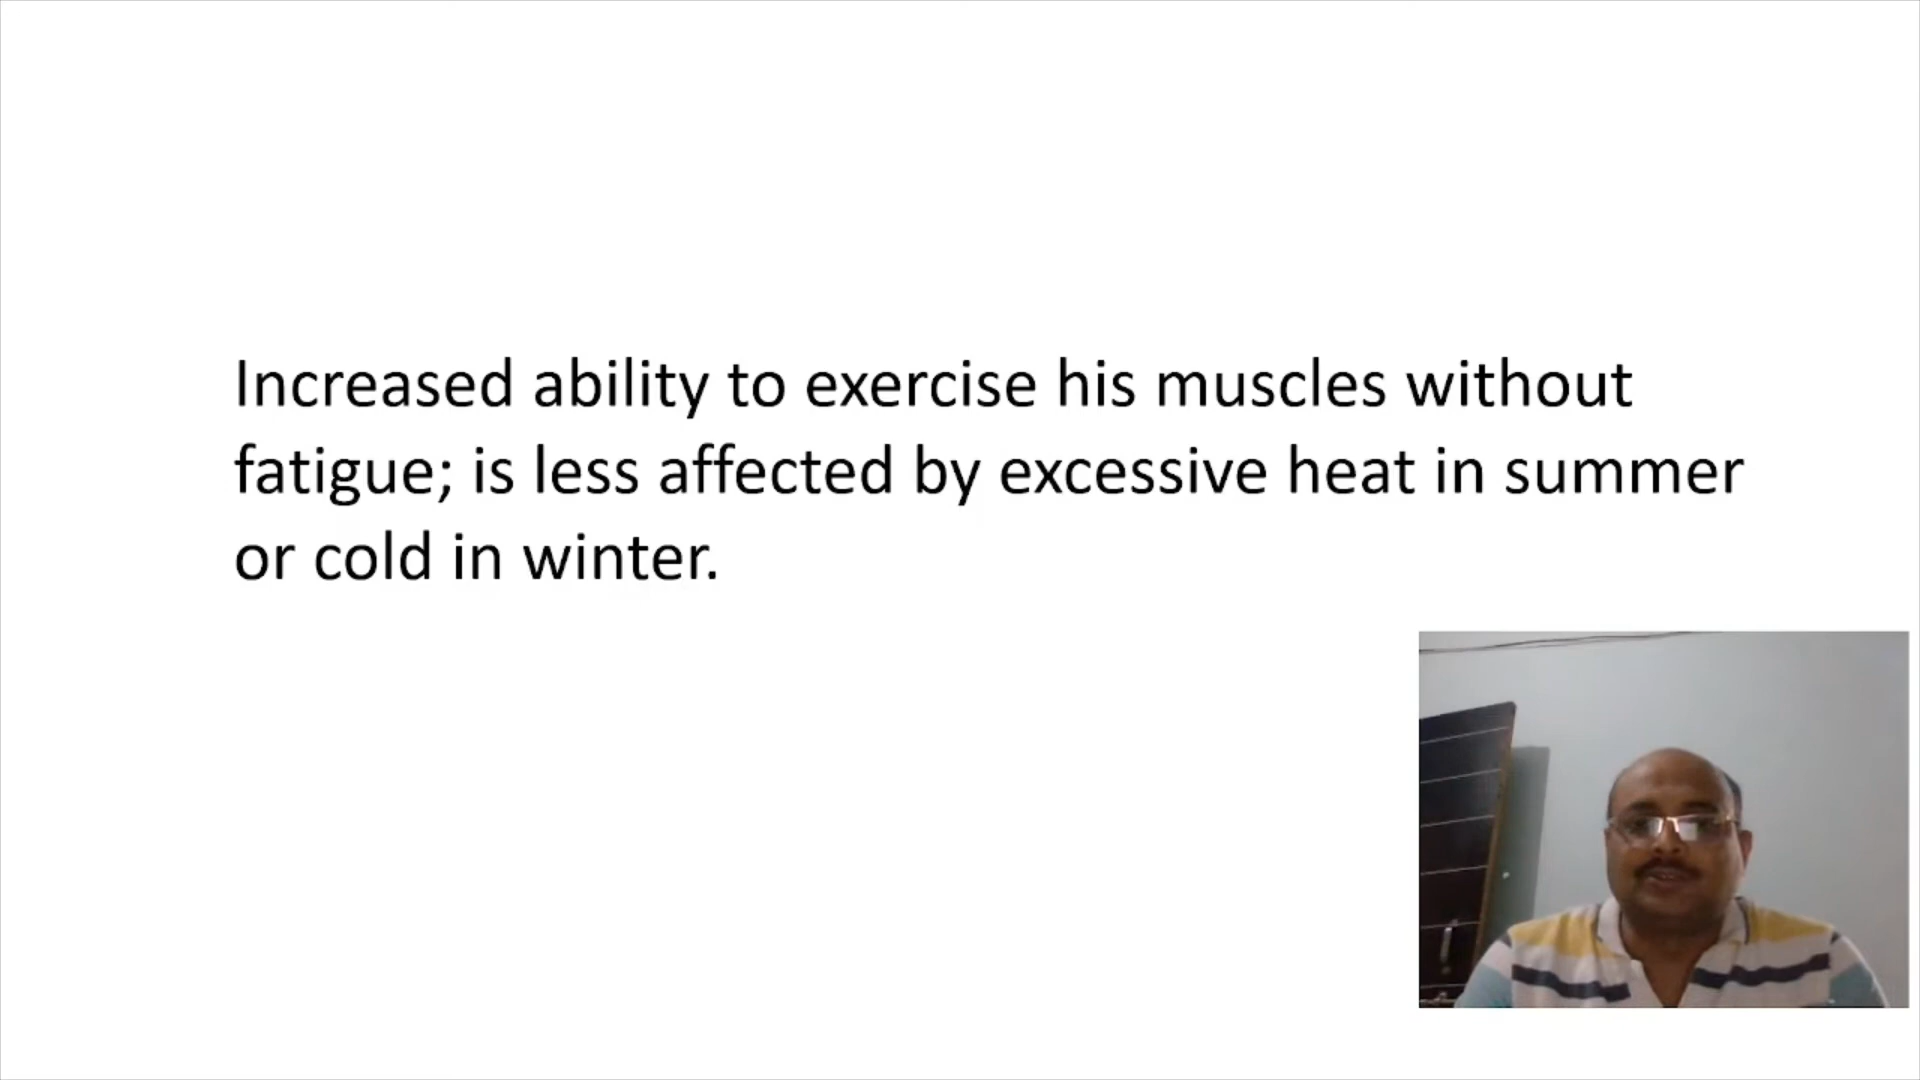 Increased ability to exercise his muscles without
fatigue; is less affected by excessive heat in summer
or cold in winter.